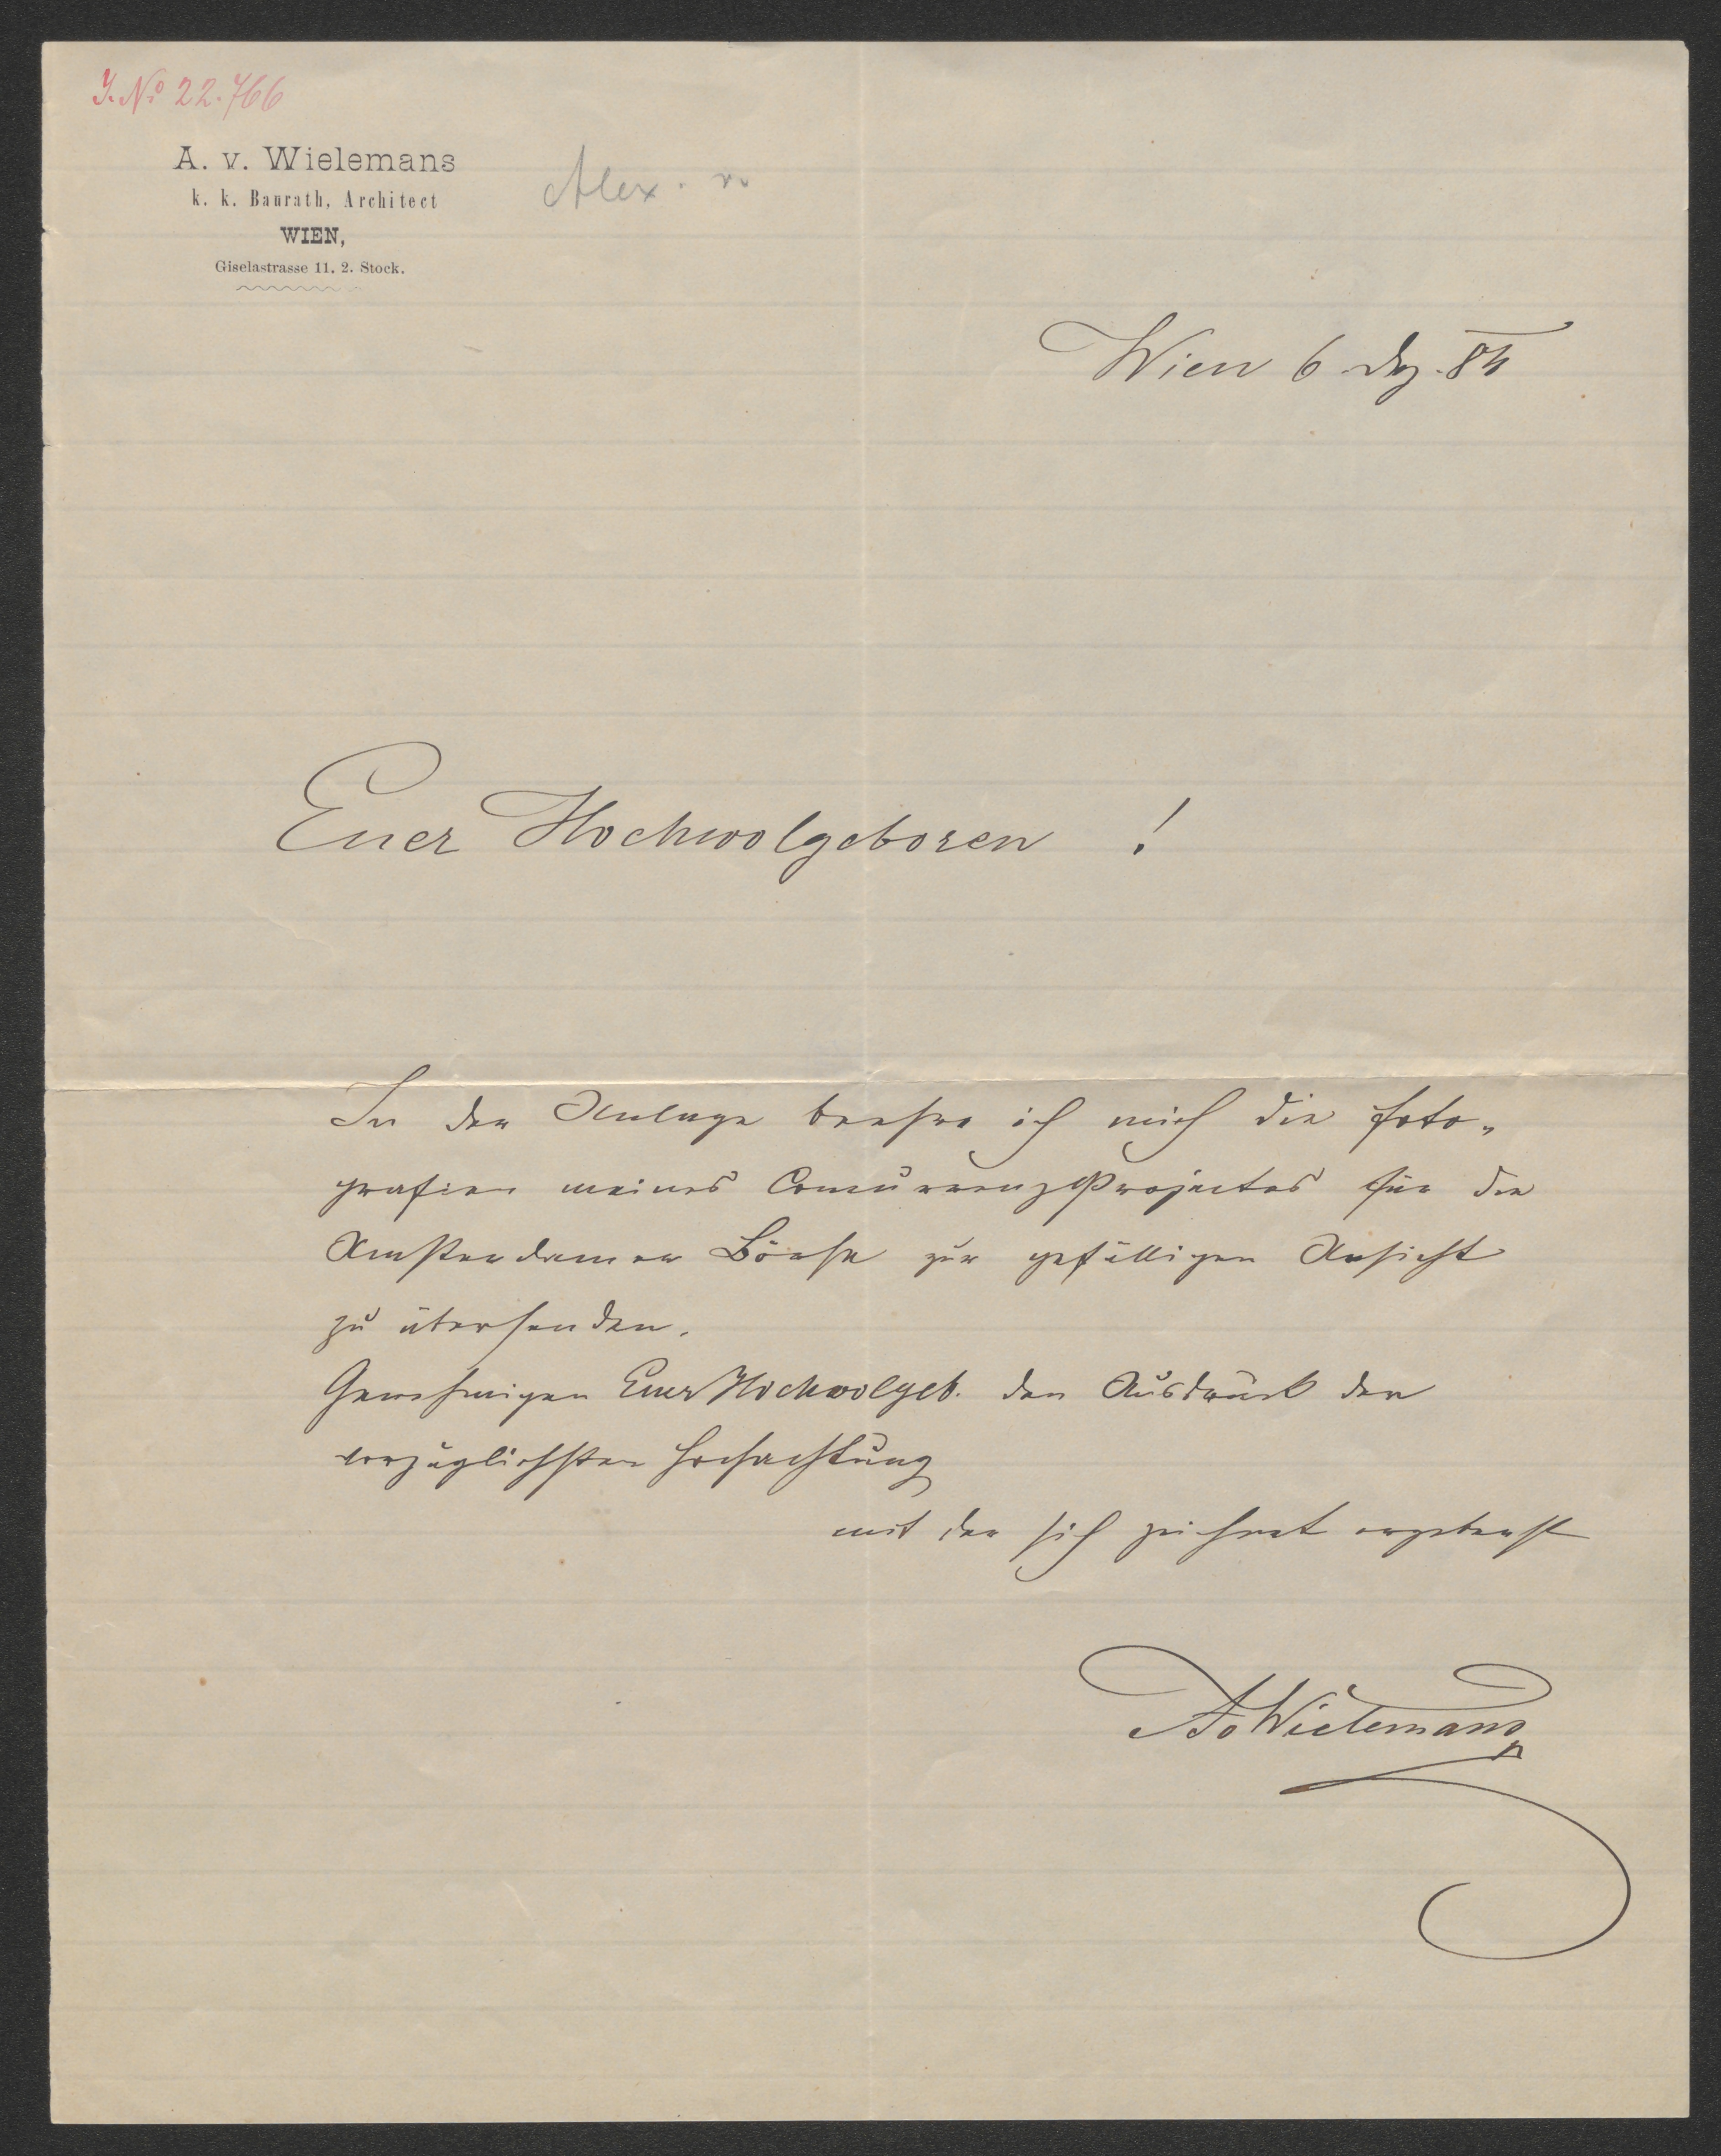 I. No 22.766
A. v. Wielemans
k. k. Baurath, Architect
WIEN,
Giselastrasse 11. 2. Stock.
Alex. v.
Wien 6 Dez. 84
Euer Hochwolgeboren !
In der Anlage beehre ich mich die foto-
grafien meines ConcurrenzProjectes für die
Amsterdamer Börse zur gefälligen Ansicht
zu übersenden.
Genehmigen Euer Hochwolgeb. den Ausdruck der
vorzüglichsten Hochachtung
mit der sich zeichnet ergebenst
AvWielemans